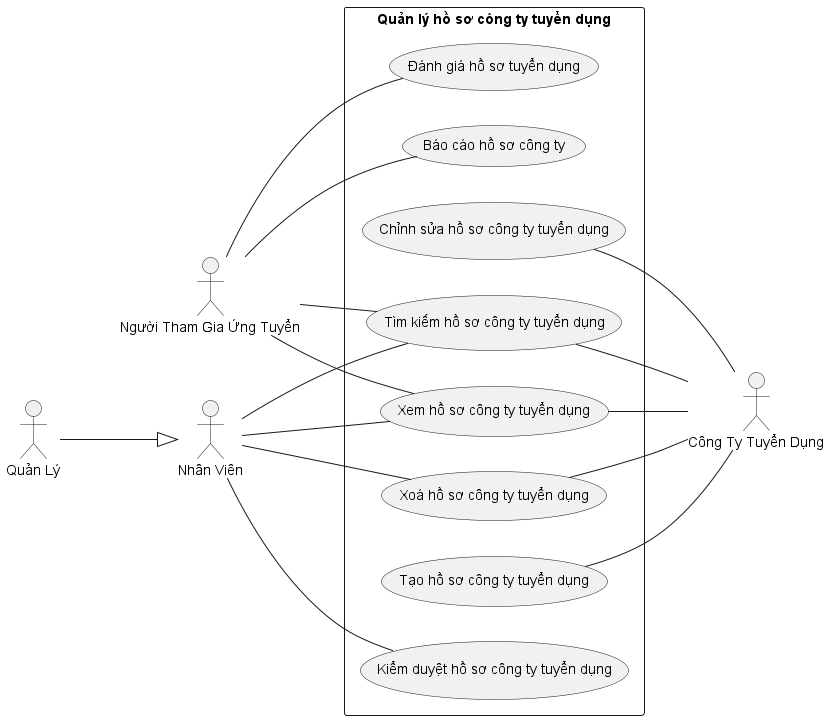 Quản lý hồ sơ công ty tuyển dụng
Đánh giá hồ sơ tuyển dụng
Báo cáo hồ sơ công ty
Chỉnh sửa hồ sơ công ty tuyển dụng
Người Tham Gia Ứng Tuyển
Tìm kiếm hồ sơ công ty tuyển dụng
Xem hồ sơ công ty tuyển dụng
Công Ty Tuyển Dụng
Quản Lý
Nhân Viên
Xoá hồ sơ công ty tuyển dụng
Tạo hồ sơ công ty tuyển dụng
Kiểm duyệt hồ sơ công ty tuyển dụng